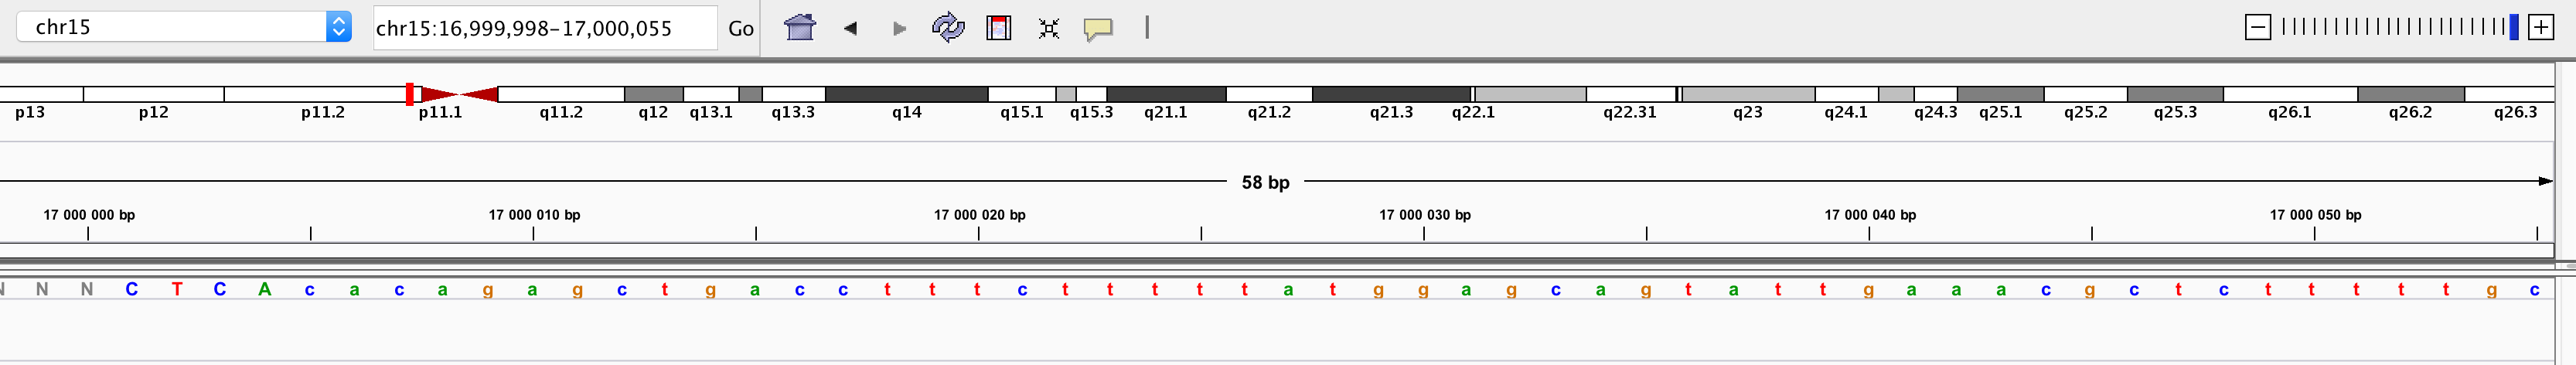 chr15 chr15:16,999,998-17,000,055 Go
p13 p12 p11.2 p11.1 q11.2 q12 q13.1 q13.3 q14 q15.1 q15.3 q21.1 q21.2 q21.3 q22.1 q22.31 q23 q24.1 q24.3 q25.1 q25.2 q25.3 q26.1 q26.2 q26.3
58 bp
17 000 000 bp 17 000 010 bp 17 000 020 bp 17 000 030 bp 17 000 040 bp 17 000 050 bp
N N N C T C A c a c a g a g c t g a c c t t t c t t t t t a t g g a g c a g t a t t g a a a c g c t c t t t t t g c